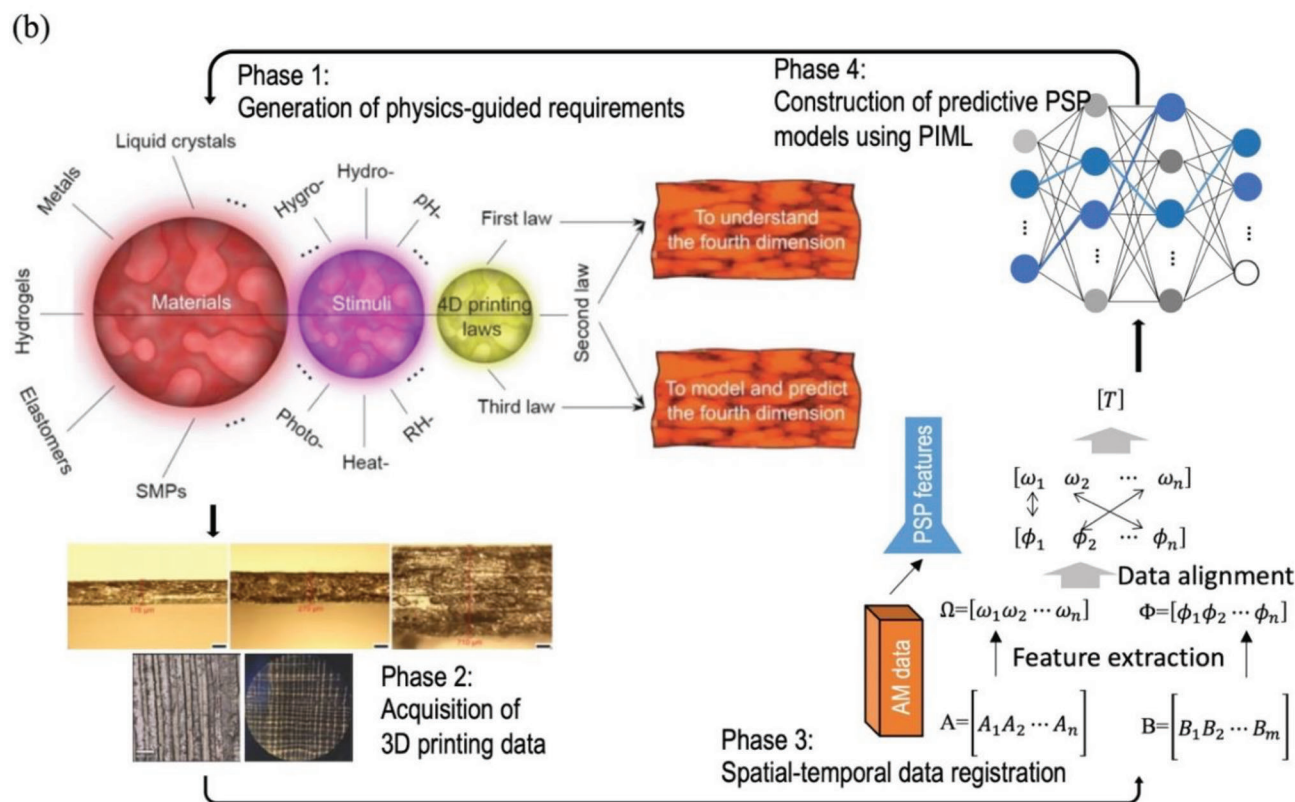 (b)
Phase 1:
Generation of physics-guided requirements
Liquid crystals
Metals
Hydrogels
Elastomers
SMPs
...
...
Materials
Hygro-
Hydro-
pH-
...
...
Stimuli
...
...
Photo-
Heat-
RH-
4D printing
laws
First law
Second law
Third law
To understand
the fourth dimension
To model and predict
the fourth dimension
178 µm
Phase 2:
Acquisition of
3D printing data
Phase 3:
Spatial-temporal data registration
AM data
PSP features
A=[A₁A₂ ⋯ Aₙ]
B=[B₁B₂ ⋯ Bₘ]
Feature extraction
Ω=[ω₁ω₂ ⋯ ωₙ]
Φ=[ϕ₁ϕ₂ ⋯ ϕₙ]
Data alignment
[ϕ₁ ϕ₂ ⋯ ϕₙ]
[ω₁ ω₂ ⋯ ωₙ]
[T]
Phase 4:
Construction of predictive PSP
models using PIML
⋮
⋮
⋮
⋮